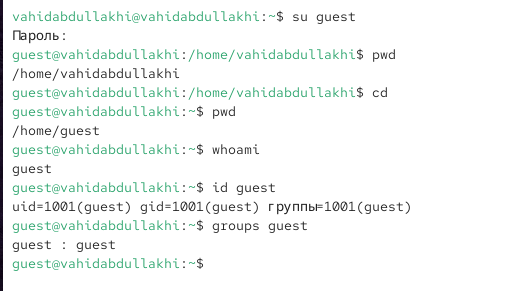 vahidabdullakhi@vahidabdullakhi:~$ su guest
Пароль:
guest@vahidabdullakhi:/home/vahidabdullakhi$ pwd
/home/vahidabdullakhi
guest@vahidabdullakhi:/home/vahidabdullakhi$ cd
guest@vahidabdullakhi:~$ pwd
/home/guest
guest@vahidabdullakhi:~$ whoami
guest
guest@vahidabdullakhi:~$ id guest
uid=1001(guest) gid=1001(guest) группы=1001(guest)
guest@vahidabdullakhi:~$ groups guest
guest : guest
guest@vahidabdullakhi:~$